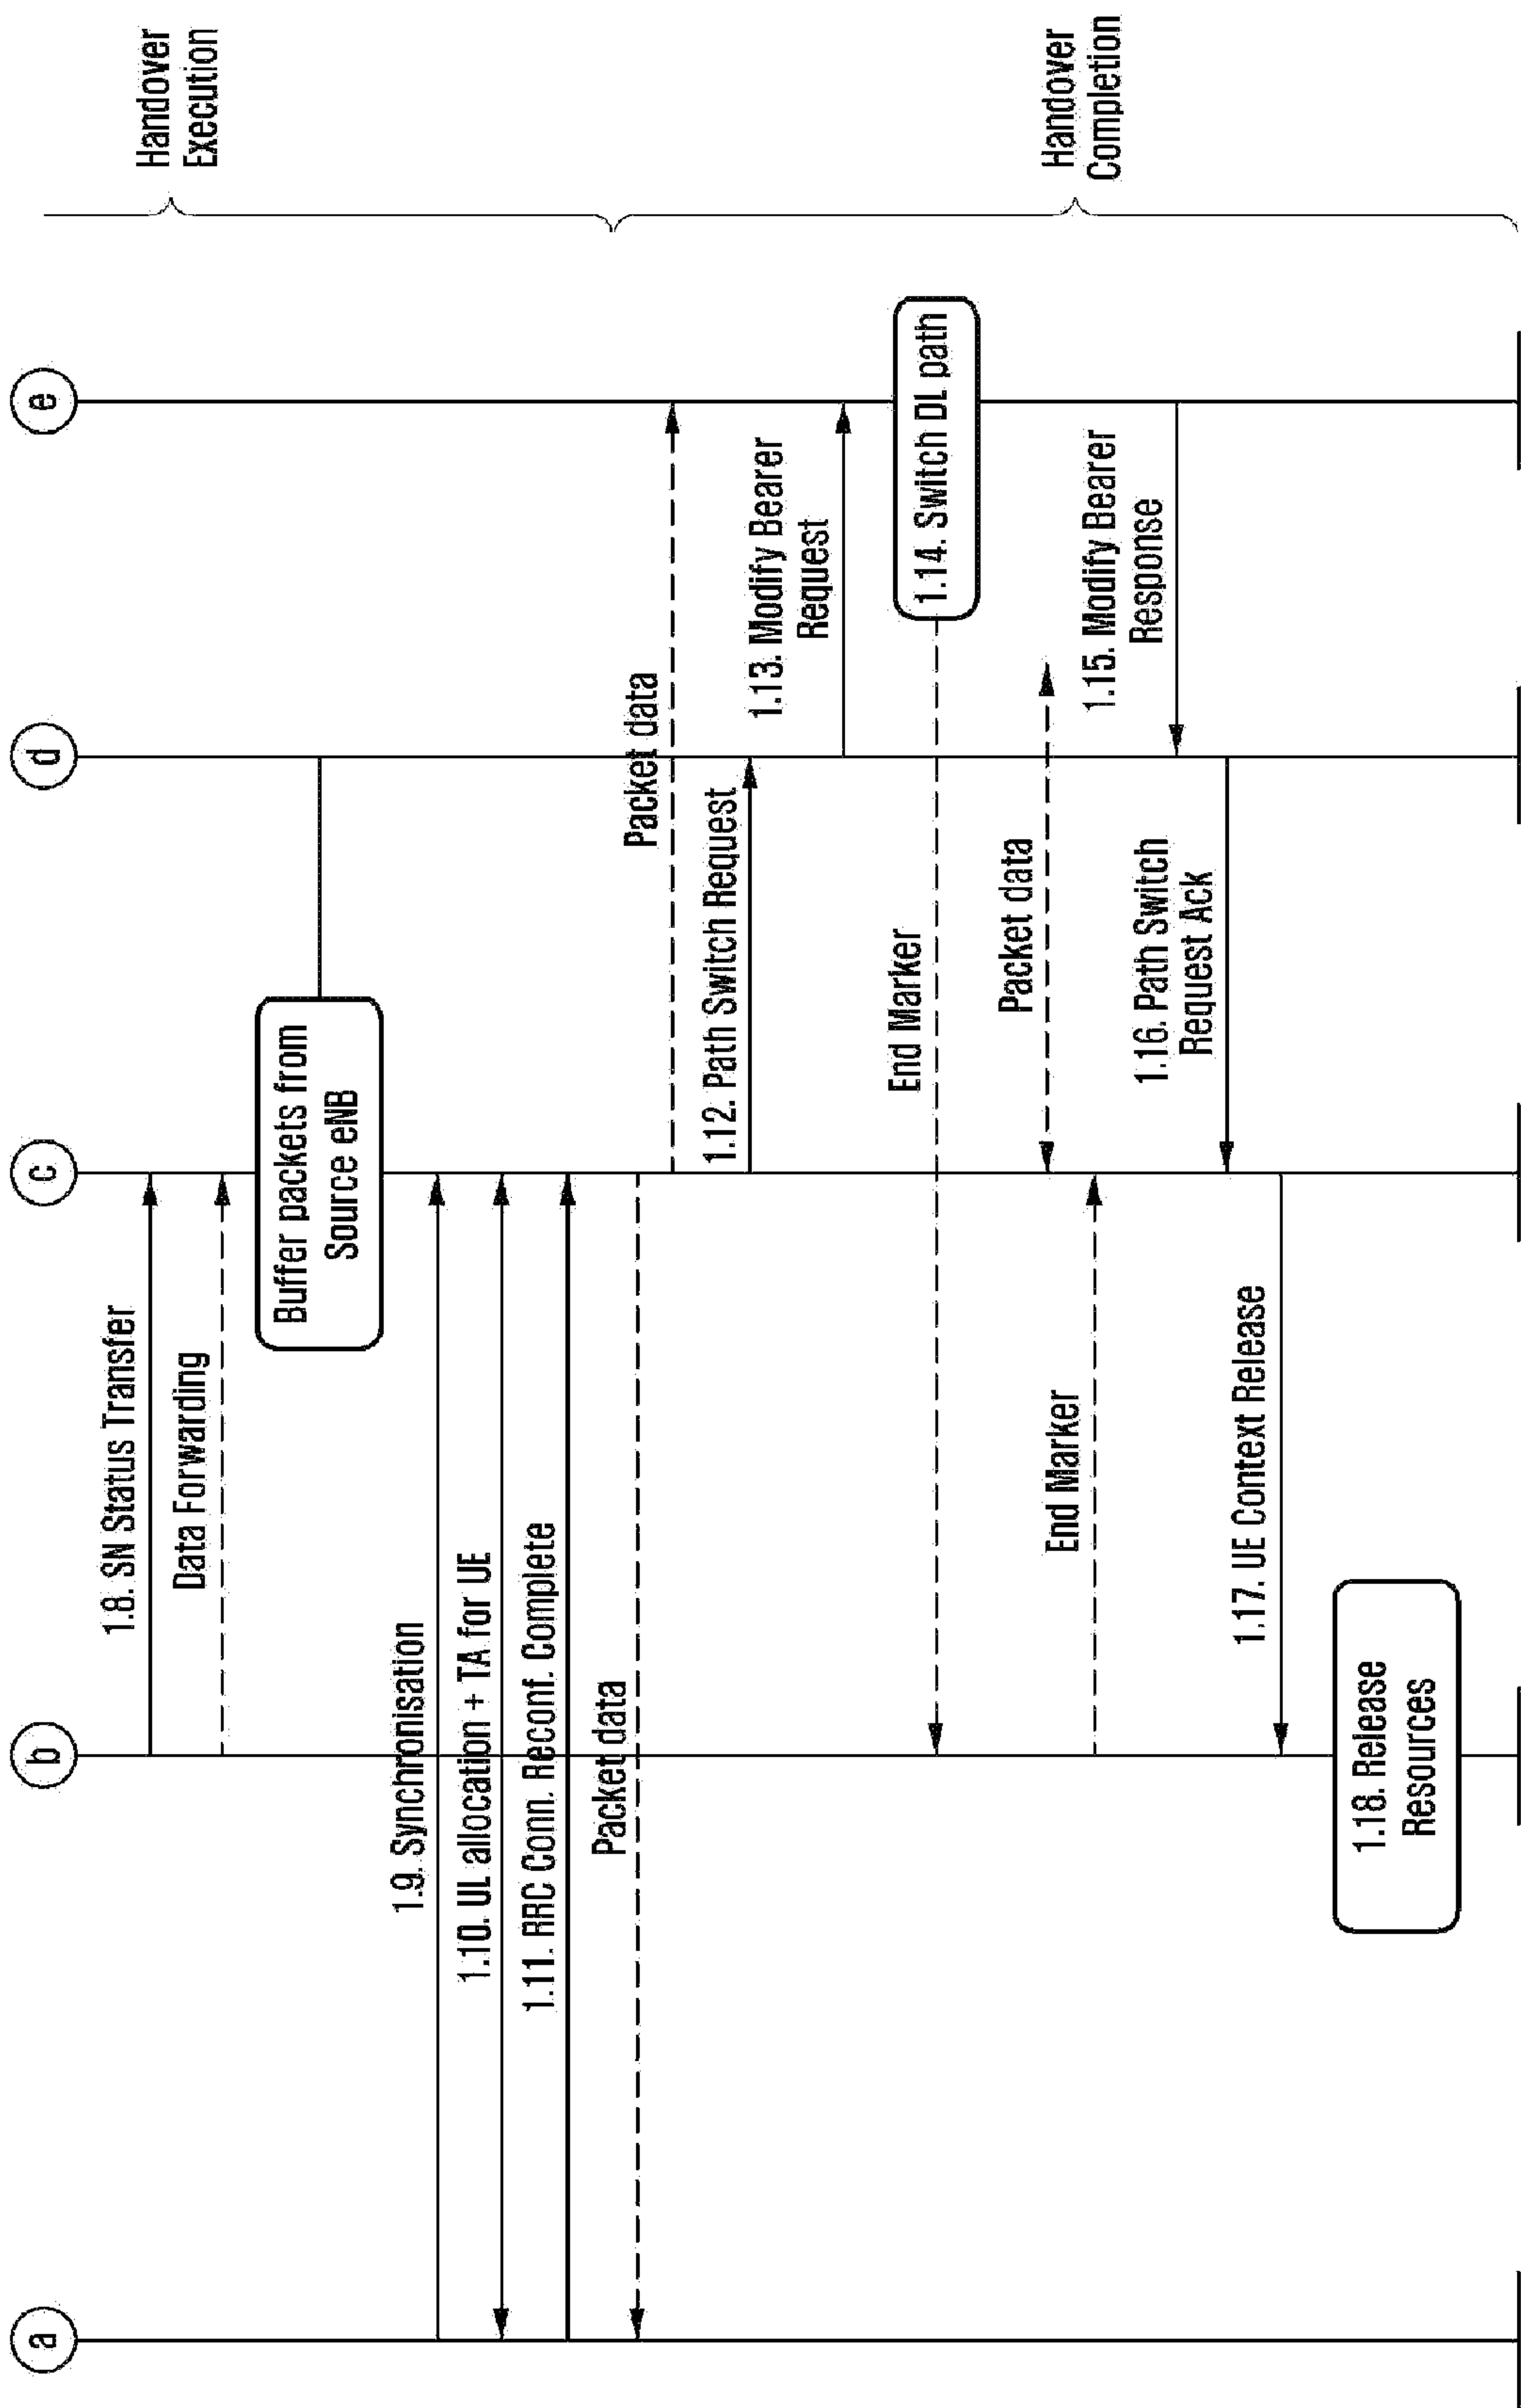 a
b
c
d
e
Handover
Execution
1.8. SN Status Transfer
Data Forwarding
Buffer packets from
Source eNB
1.9. Synchronisation
1.10. UL allocation + TA for UE
1.11. RRC Conn. Reconf. Complete
Packet data
Packet data
Handover
Completion
1.12. Path Switch Request
1.13. Modify Bearer
Request
End Marker
1.14. Switch DL path
Packet data
End Marker
1.15. Modify Bearer
Response
1.16. Path Switch
Request Ack
1.17. UE Context Release
1.18. Release
Resources